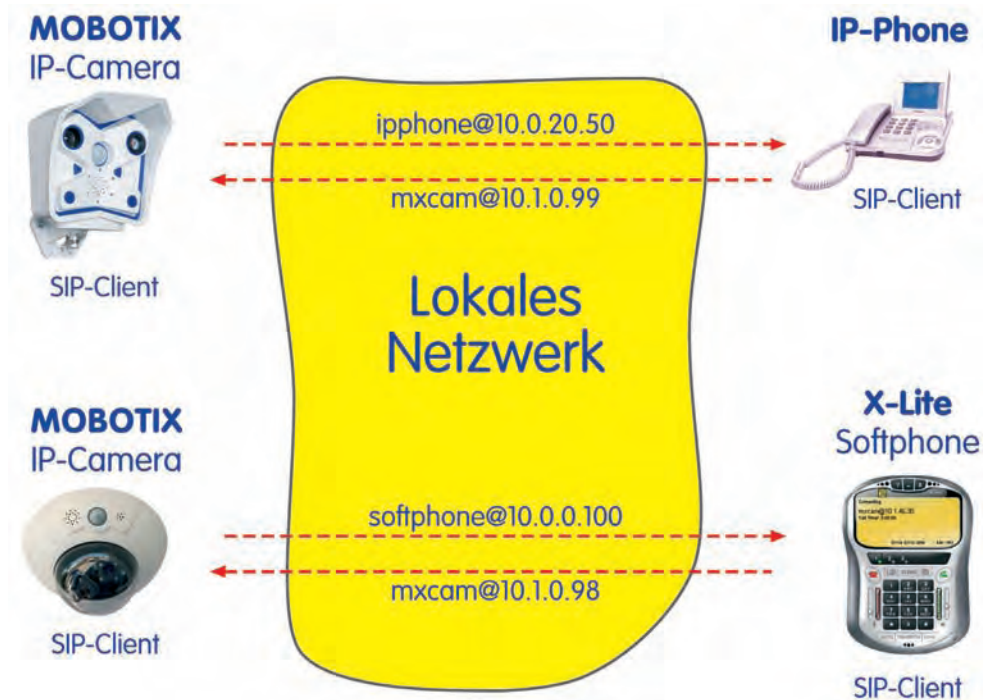 MOBOTIX
IP-Camera
SIP-Client
IP-Phone
SIP-Client
ipphone@10.0.20.50
mxcam@10.1.0.99
Lokales
Netzwerk
MOBOTIX
IP-Camera
SIP-Client
X-Lite
Softphone
SIP-Client
softphone@10.0.0.100
mxcam@10.1.0.98